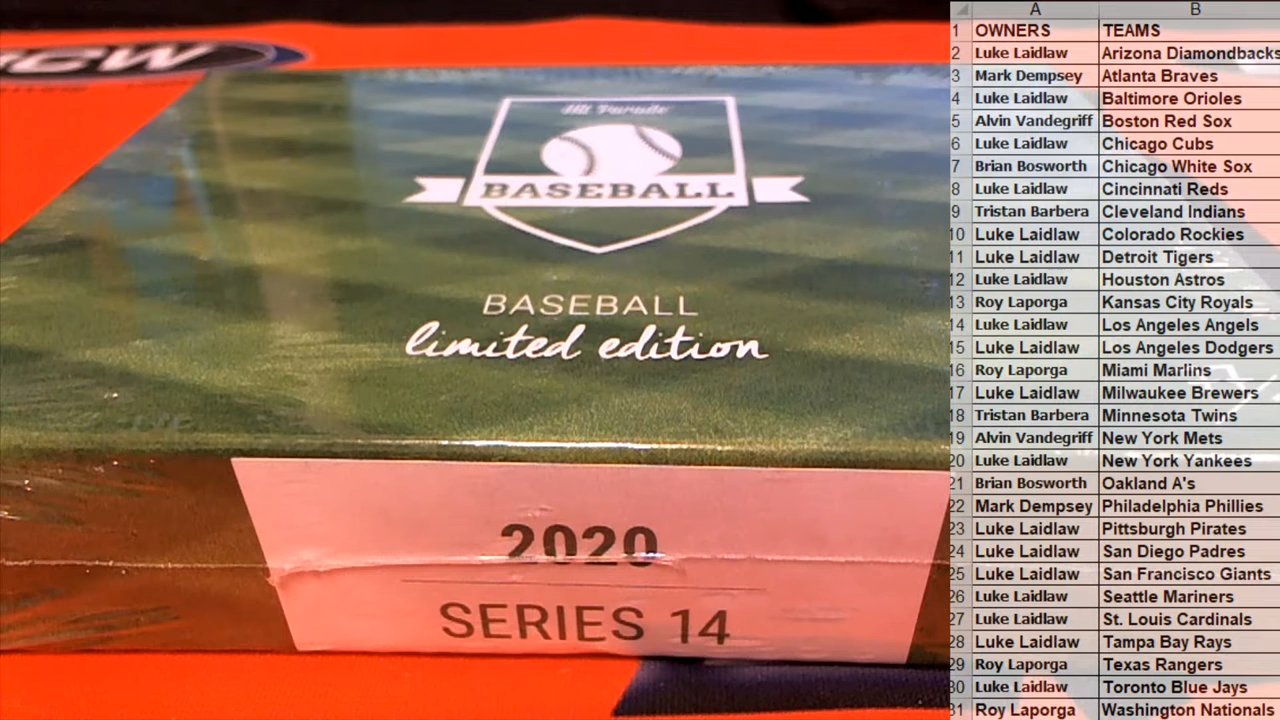 BCW
Hit Parade
BASEBALL
BASEBALL
limited edition
2020
SERIES 14
A B
1 OWNERS TEAMS
2 Luke Laidlaw Arizona Diamondbacks
3 Mark Dempsey Atlanta Braves
4 Luke Laidlaw Baltimore Orioles
5 Alvin Vandegriff Boston Red Sox
6 Luke Laidlaw Chicago Cubs
7 Brian Bosworth Chicago White Sox
8 Luke Laidlaw Cincinnati Reds
9 Tristan Barbera Cleveland Indians
10 Luke Laidlaw Colorado Rockies
11 Luke Laidlaw Detroit Tigers
12 Luke Laidlaw Houston Astros
13 Roy Laporga Kansas City Royals
14 Luke Laidlaw Los Angeles Angels
15 Luke Laidlaw Los Angeles Dodgers
16 Roy Laporga Miami Marlins
17 Luke Laidlaw Milwaukee Brewers
18 Tristan Barbera Minnesota Twins
19 Alvin Vandegriff New York Mets
20 Luke Laidlaw New York Yankees
21 Brian Bosworth Oakland A's
22 Mark Dempsey Philadelphia Phillies
23 Luke Laidlaw Pittsburgh Pirates
24 Luke Laidlaw San Diego Padres
25 Luke Laidlaw San Francisco Giants
26 Luke Laidlaw Seattle Mariners
27 Luke Laidlaw St. Louis Cardinals
28 Luke Laidlaw Tampa Bay Rays
29 Roy Laporga Texas Rangers
30 Luke Laidlaw Toronto Blue Jays
31 Roy Laporga Washington Nationals